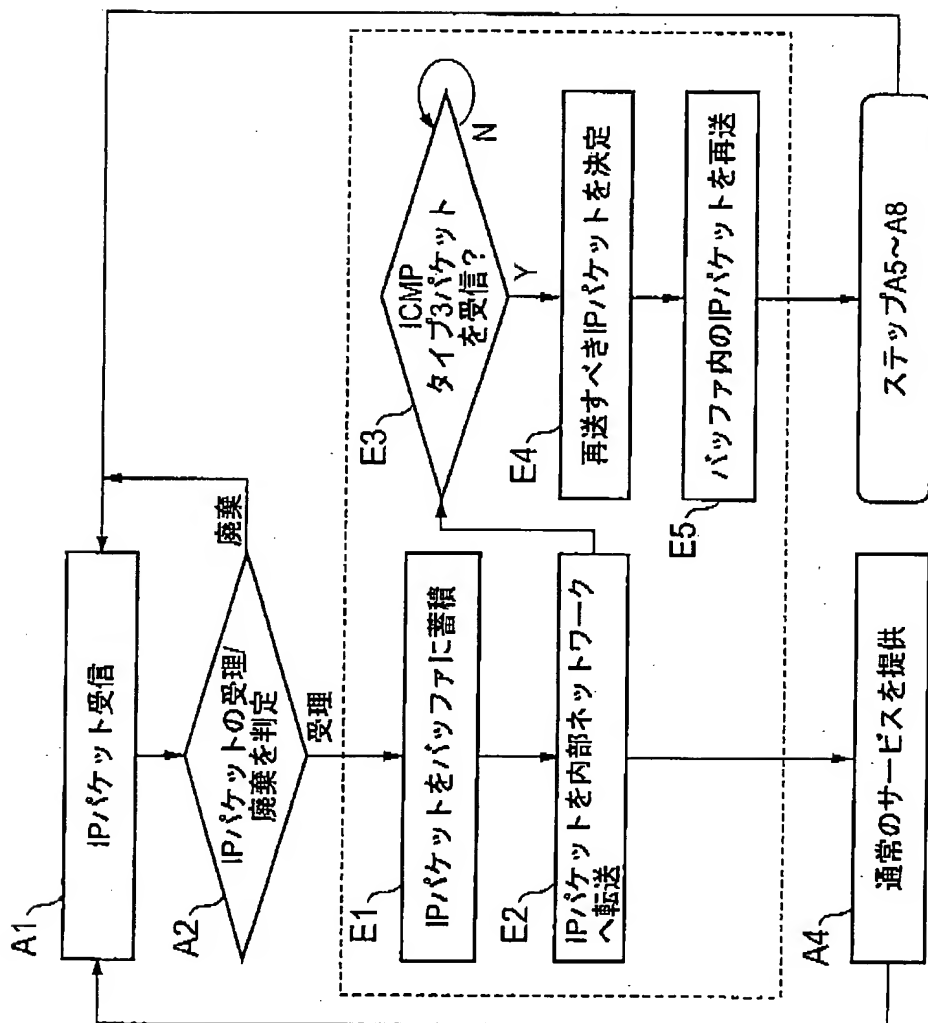 A1
IPパケット受信
A2
IPパケットの受理/
廃棄を判定
廃棄
受理
E1
IPパケットをバッファに蓄積
E2
IPパケットを内部ネットワーク
へ転送
E3
ICMP
タイプ3パケット
を受信?
N
Y
E4
再送すべきIPパケットを決定
E5
バッファ内のIPパケットを再送
A4
通常のサービスを提供
ステップA5～A8